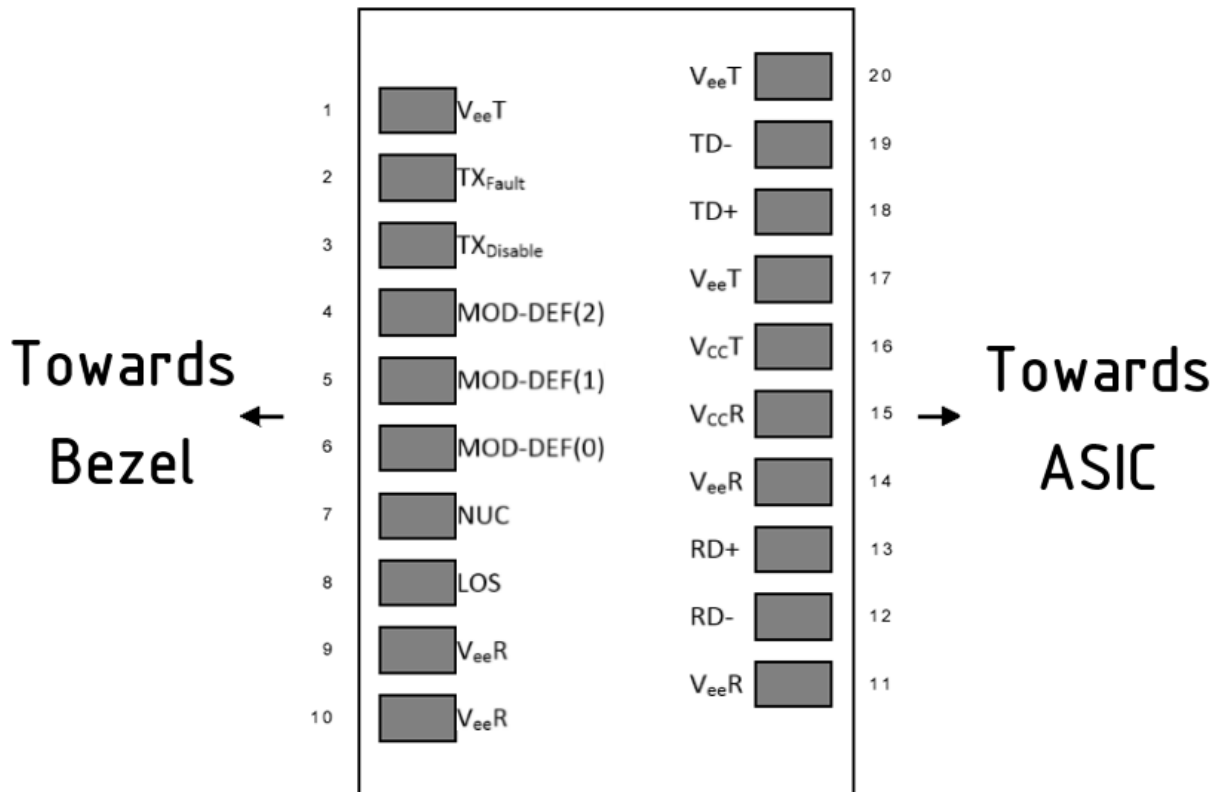 Towards
Bezel
1 VeeT
2 TXFault
3 TXDisable
4 MOD-DEF(2)
5 MOD-DEF(1)
6 MOD-DEF(0)
7 NUC
8 LOS
9 VeeR
10 VeeR
VeeT 20
TD- 19
TD+ 18
VeeT 17
VCCT 16
VCCR 15
VeeR 14
RD+ 13
RD- 12
VeeR 11
Towards
ASIC